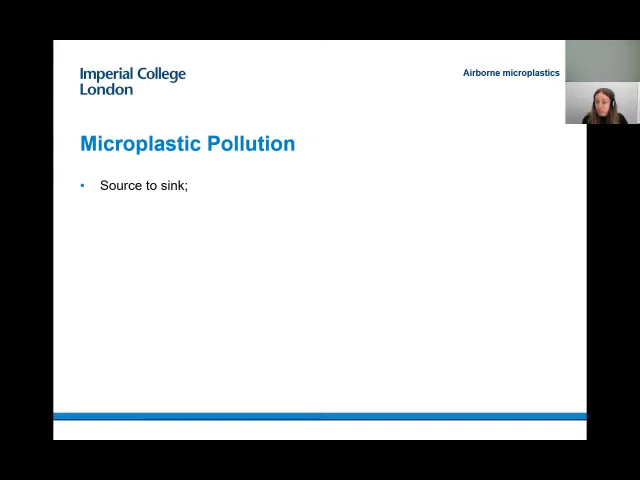 Imperial College
London
Airborne microplastics
Microplastic Pollution
• Source to sink;